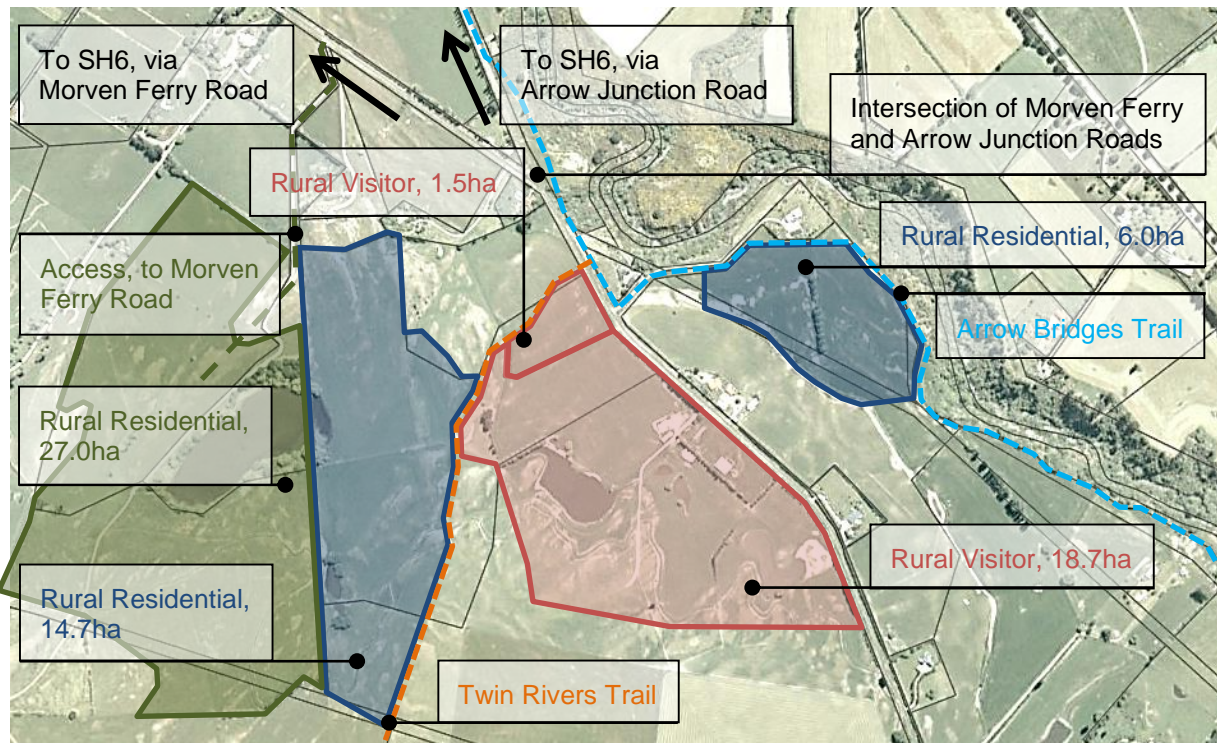 To SH6, via
Morven Ferry Road
To SH6, via
Arrow Junction Road
Intersection of Morven Ferry
and Arrow Junction Roads
Rural Visitor, 1.5ha
Rural Residential, 6.0ha
Access, to Morven
Ferry Road
Arrow Bridges Trail
Rural Residential,
27.0ha
Rural Visitor, 18.7ha
Rural Residential,
14.7ha
Twin Rivers Trail